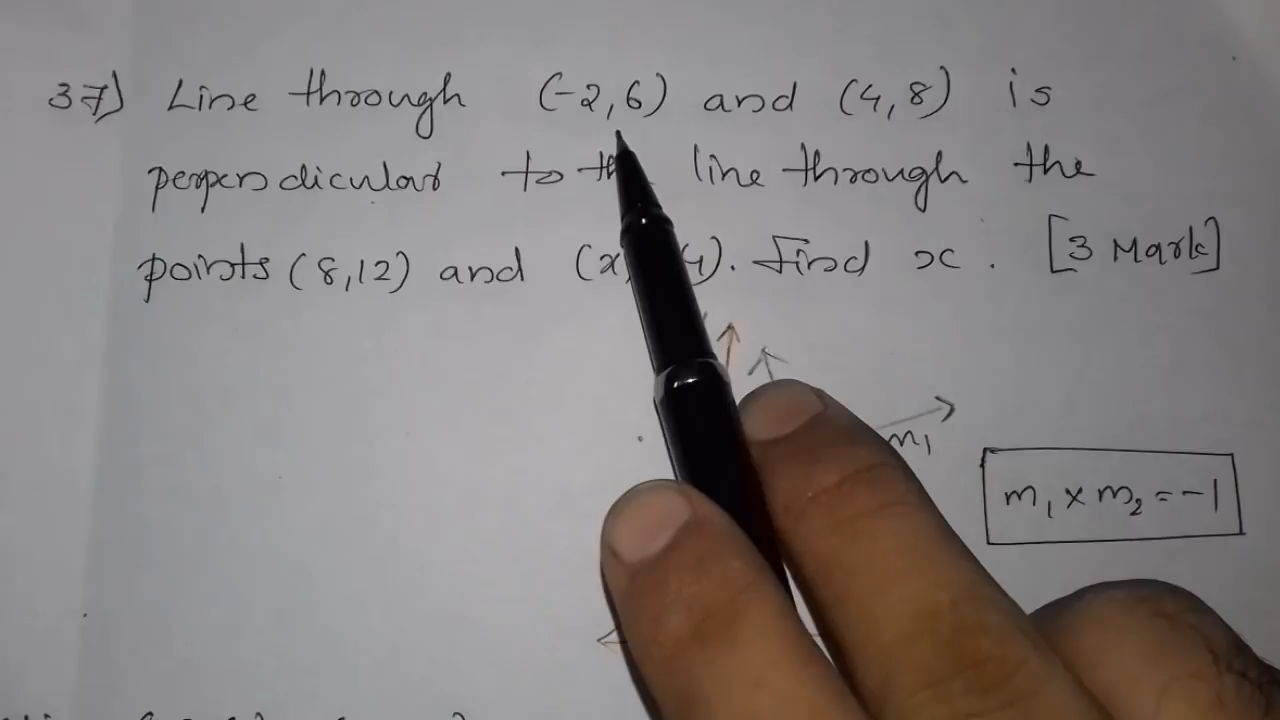 37) Line through (-2,6) and (4,8) is
perpendicular to line through the
points (8,12) and (x, 4). Find x. [3 Mark]
m₁
m₁ x m₂ = -1